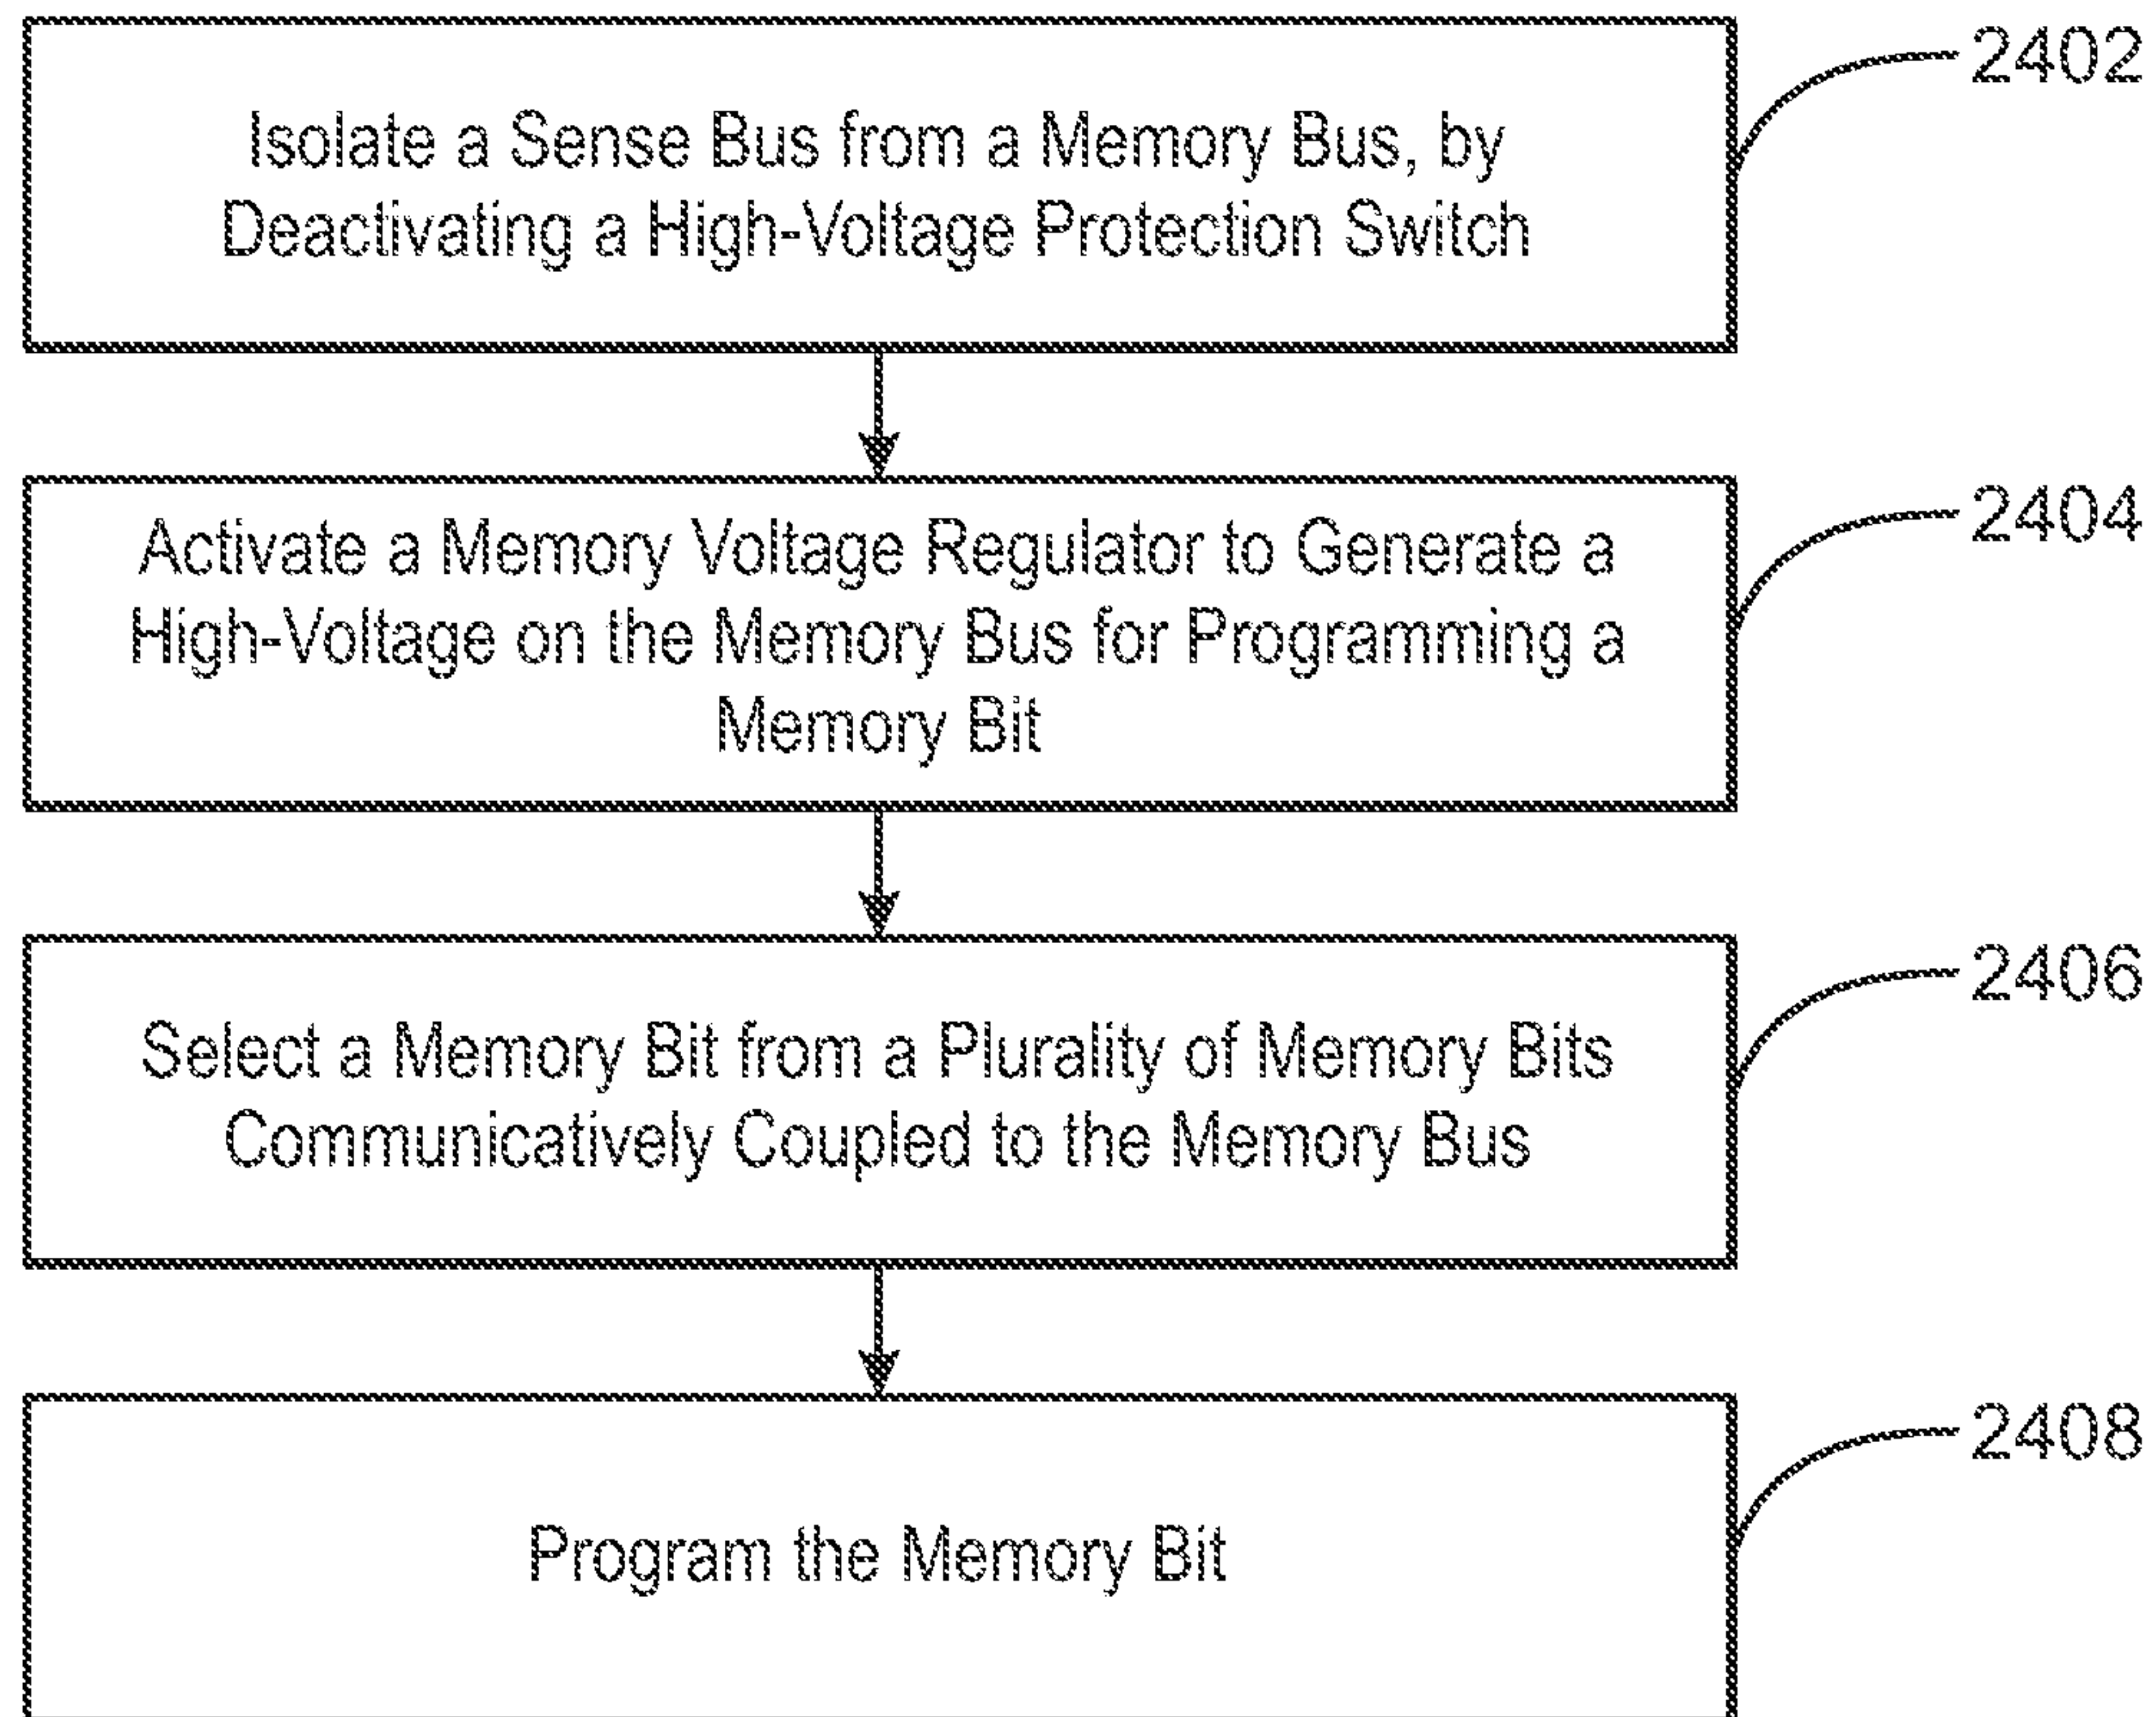 Isolate a Sense Bus from a Memory Bus, by
Deactivating a High-Voltage Protection Switch
2402
Activate a Memory Voltage Regulator to Generate a
High-Voltage on the Memory Bus for Programming a
Memory Bit
2404
Select a Memory Bit from a Plurality of Memory Bits
Communicatively Coupled to the Memory Bus
2406
Program the Memory Bit
2408